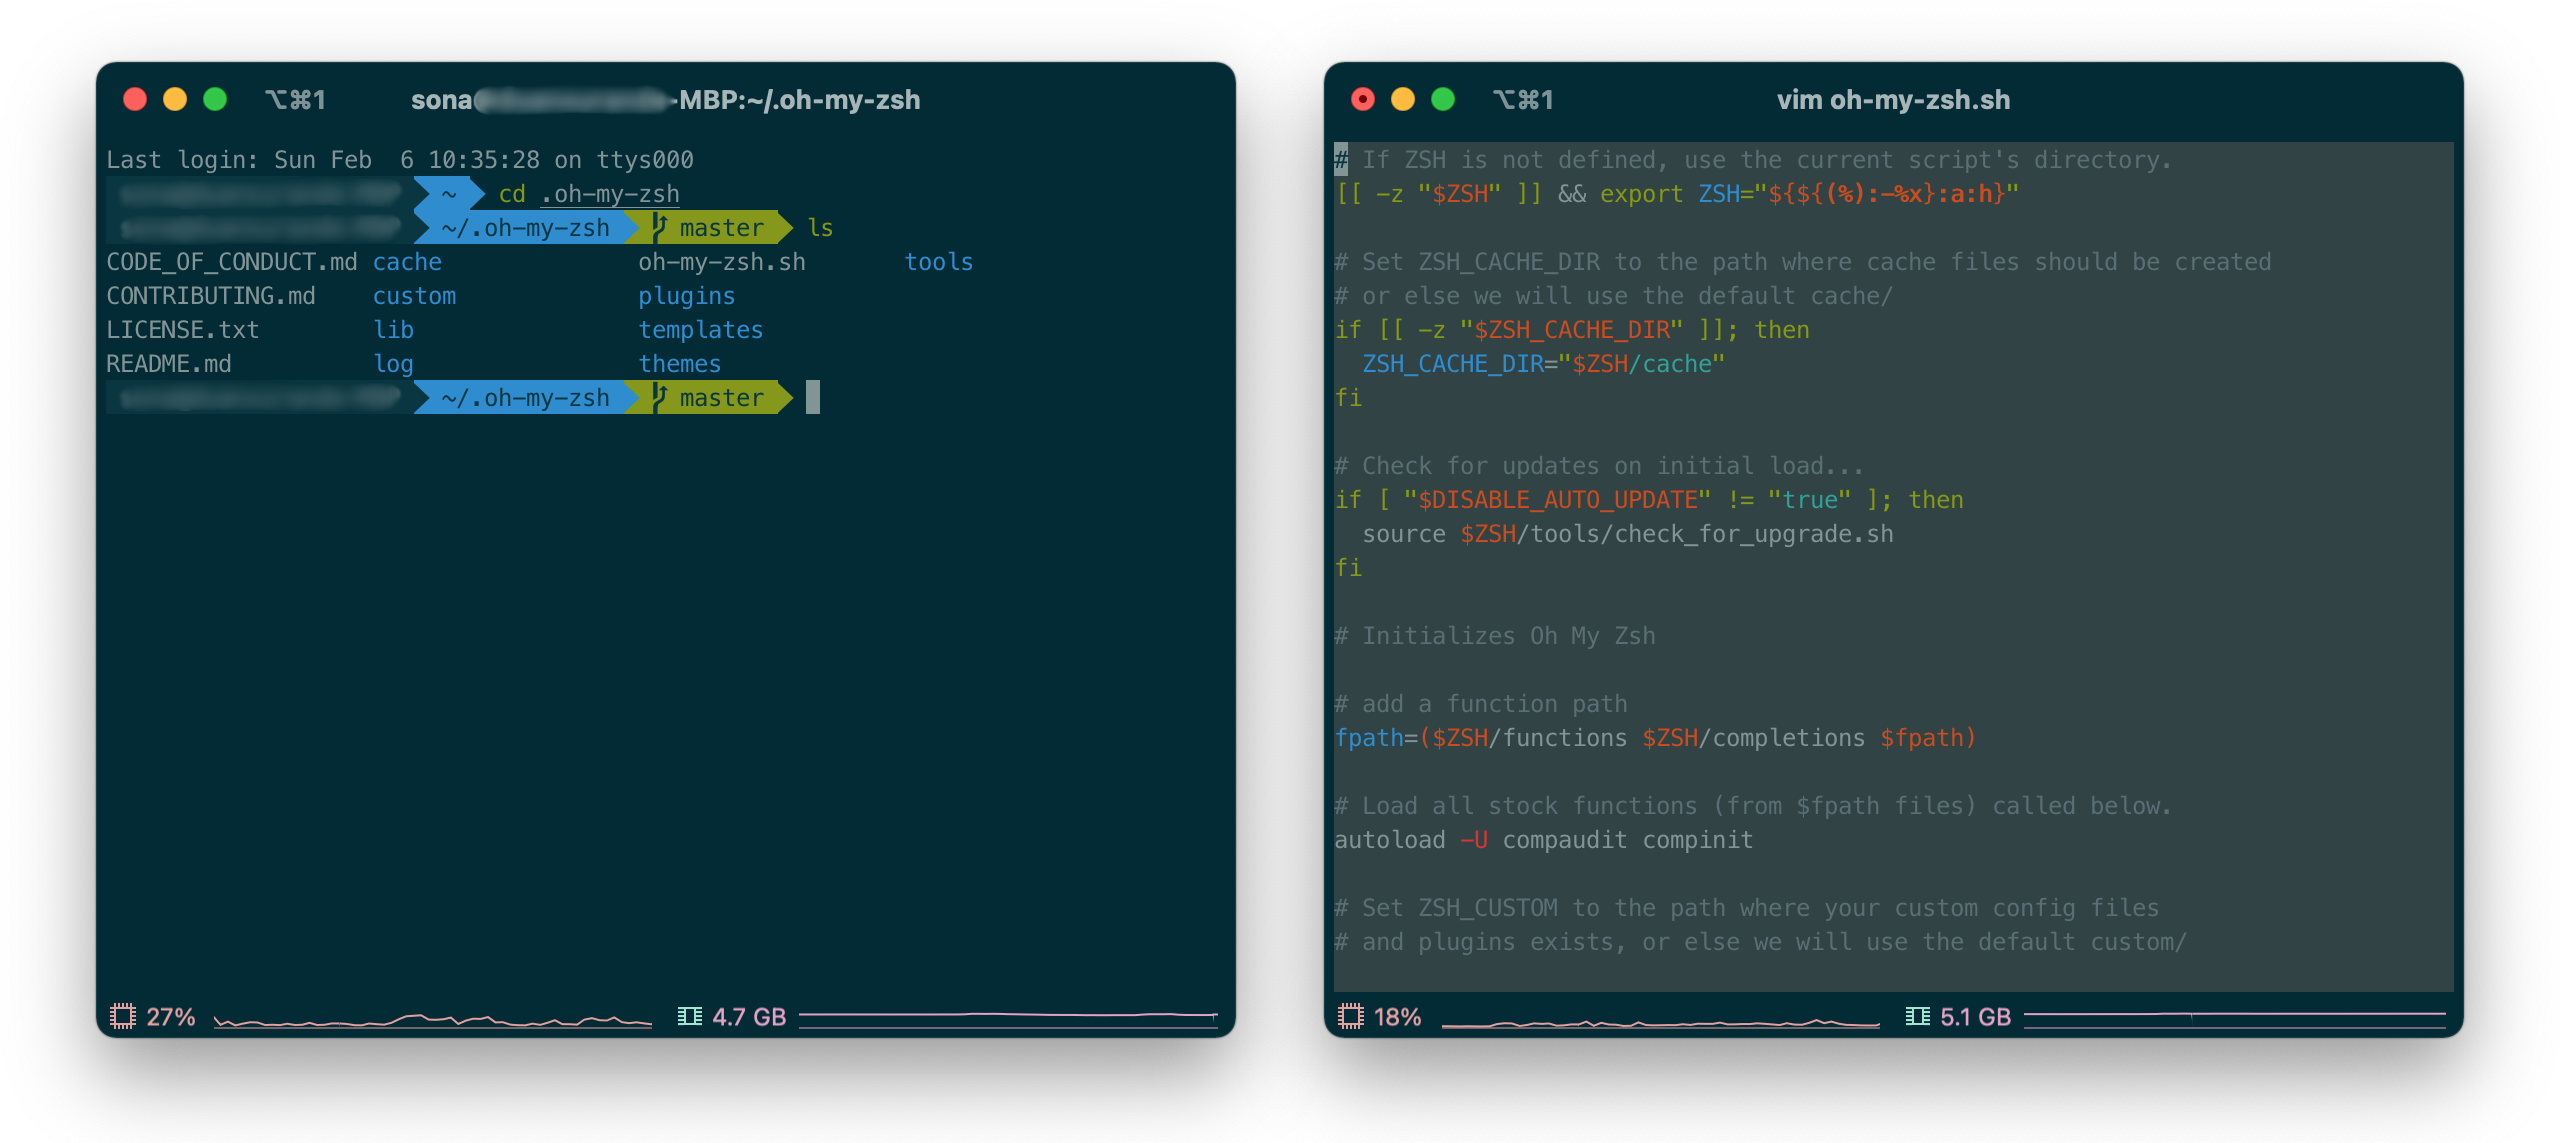 ⌥⌘1 sona -MBP:~/.oh-my-zsh
Last login: Sun Feb  6 10:35:28 on ttys000
~ cd .oh-my-zsh
~/.oh-my-zsh master ls
CODE_OF_CONDUCT.md cache oh-my-zsh.sh tools
CONTRIBUTING.md custom plugins
LICENSE.txt lib templates
README.md log themes
~/.oh-my-zsh master
27% 4.7 GB
⌥⌘1 vim oh-my-zsh.sh
# If ZSH is not defined, use the current script's directory.
[[ -z "$ZSH" ]] && export ZSH="${${(%):-%x}:a:h}"
# Set ZSH_CACHE_DIR to the path where cache files should be created
# or else we will use the default cache/
if [[ -z "$ZSH_CACHE_DIR" ]]; then
  ZSH_CACHE_DIR="$ZSH/cache"
fi
# Check for updates on initial load...
if [ "$DISABLE_AUTO_UPDATE" != "true" ]; then
  source $ZSH/tools/check_for_upgrade.sh
fi
# Initializes Oh My Zsh
# add a function path
fpath=($ZSH/functions $ZSH/completions $fpath)
# Load all stock functions (from $fpath files) called below.
autoload -U compaudit compinit
# Set ZSH_CUSTOM to the path where your custom config files
# and plugins exists, or else we will use the default custom/
18% 5.1 GB